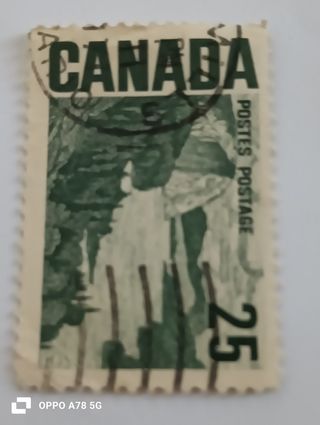 CANADA
POSTES POSTAGE
25
OPPO A78 5G